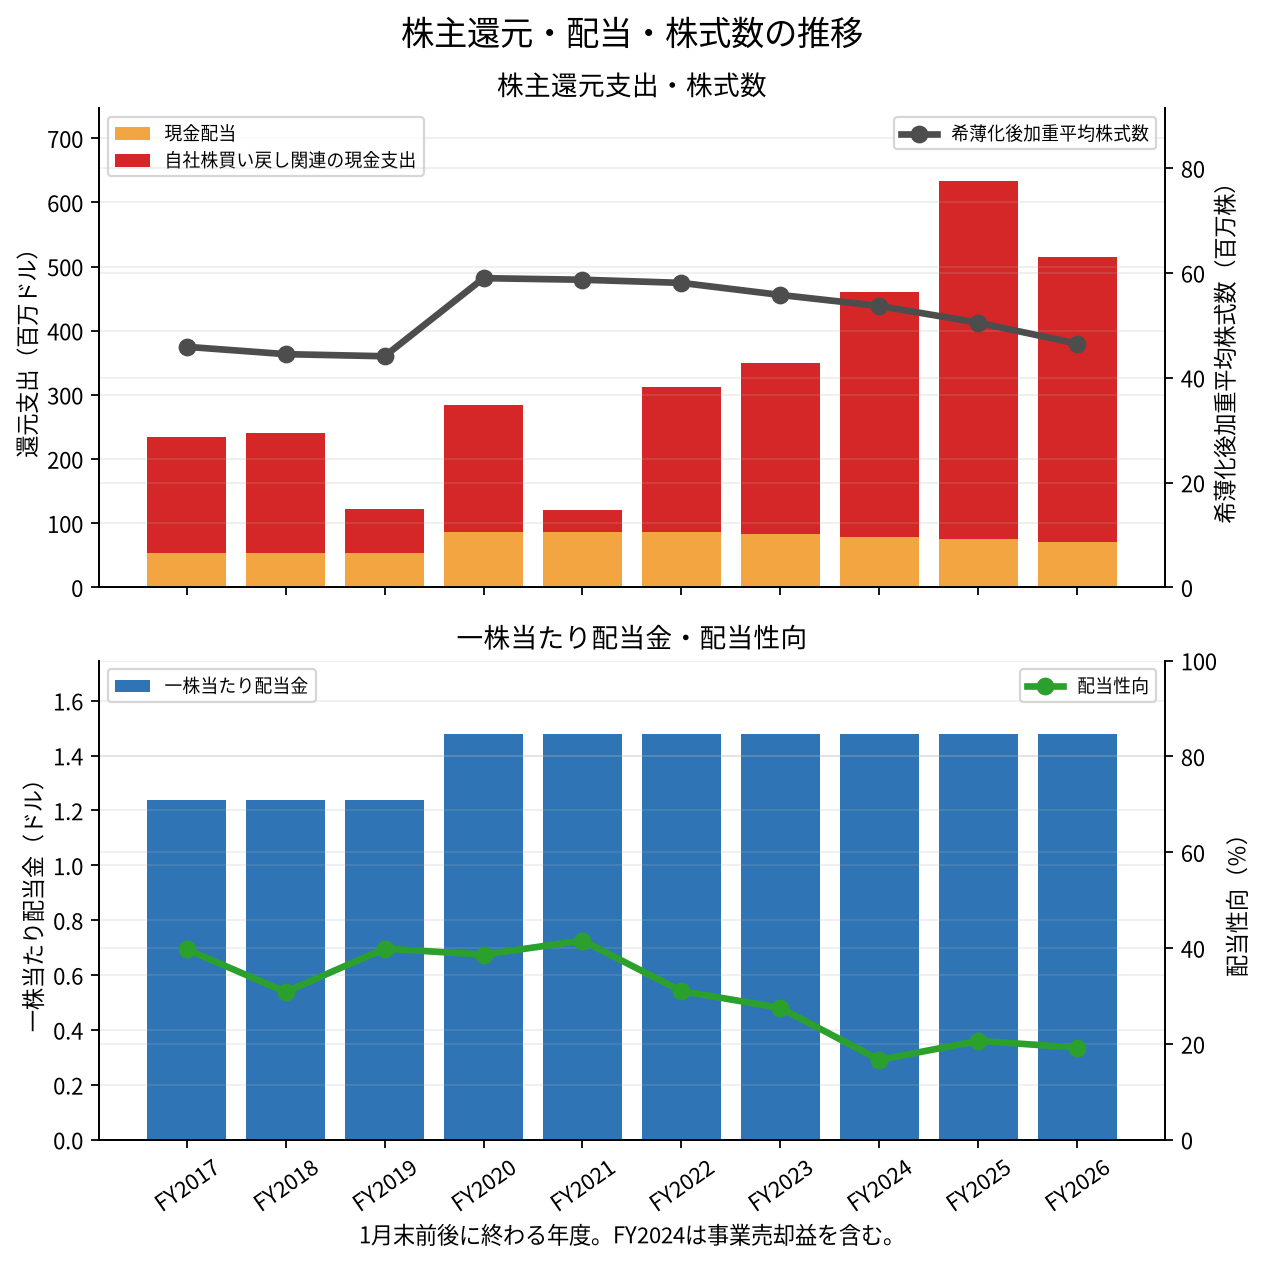 株主還元・配当・株式数の推移
株主還元支出・株式数
現金配当
自社株買い戻し関連の現金支出
希薄化後加重平均株式数
還元支出（百万ドル）
700
600
500
400
300
200
100
0
80
60
40
20
0
希薄化後加重平均株式数（百万株）
一株当たり配当金・配当性向
一株当たり配当金
配当性向
一株当たり配当金（ドル）
1.6
1.4
1.2
1.0
0.8
0.6
0.4
0.2
0.0
100
80
60
40
20
0
配当性向（%）
FY2017 FY2018 FY2019 FY2020 FY2021 FY2022 FY2023 FY2024 FY2025 FY2026
1月末前後に終わる年度。FY2024は事業売却益を含む。